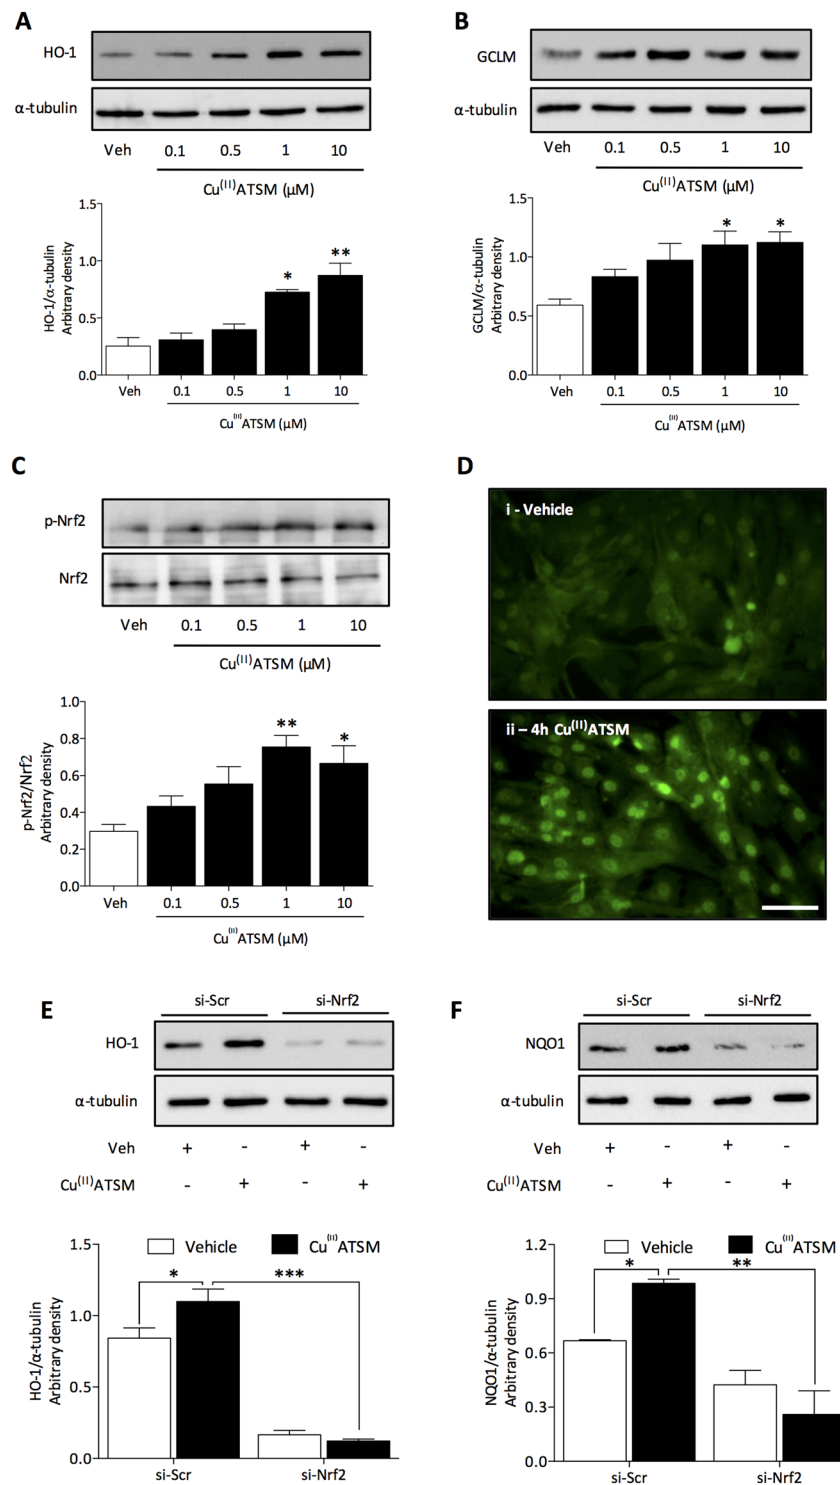 A
HO-1
α-tubulin
Veh 0.1 0.5 1 10
Cu(II)ATSM (μM)
HO-1/α-tubulin
Arbitrary density
1.5
1.0
0.5
0.0
*
**
Veh 0.1 0.5 1 10
Cu(II)ATSM (μM)
B
GCLM
α-tubulin
Veh 0.1 0.5 1 10
Cu(II)ATSM (μM)
GCLM/α-tubulin
Arbitrary density
1.5
1.0
0.5
0.0
* *
Veh 0.1 0.5 1 10
Cu(II)ATSM (μM)
C
p-Nrf2
Nrf2
Veh 0.1 0.5 1 10
Cu(II)ATSM (μM)
p-Nrf2/Nrf2
Arbitrary density
1.0
0.8
0.6
0.4
0.2
0.0
**
*
Veh 0.1 0.5 1 10
Cu(II)ATSM (μM)
D
i - Vehicle
ii – 4h Cu(II)ATSM
E
si-Scr si-Nrf2
HO-1
α-tubulin
Veh + - + -
Cu(II)ATSM - + - +
Vehicle Cu(II)ATSM
HO-1/α-tubulin
Arbitrary density
1.5
1.0
0.5
0.0
* ***
si-Scr si-Nrf2
F
si-Scr si-Nrf2
NQO1
α-tubulin
Veh + - + -
Cu(II)ATSM - + - +
Vehicle Cu(II)ATSM
NQO1/α-tubulin
Arbitrary density
1.2
0.9
0.6
0.3
0.0
* **
si-Scr si-Nrf2